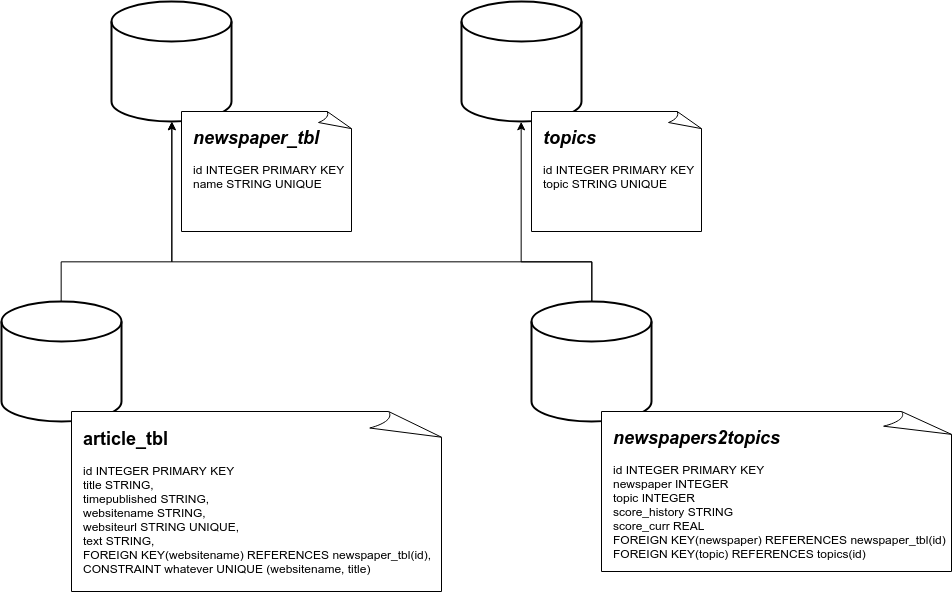 newspaper_tbl
id INTEGER PRIMARY KEY
name STRING UNIQUE
topics
id INTEGER PRIMARY KEY
topic STRING UNIQUE
article_tbl
id INTEGER PRIMARY KEY
title STRING,
timepublished STRING,
websitename STRING,
websiteurl STRING UNIQUE,
text STRING,
FOREIGN KEY(websitename) REFERENCES newspaper_tbl(id),
CONSTRAINT whatever UNIQUE (websitename, title)
newspapers2topics
id INTEGER PRIMARY KEY
newspaper INTEGER
topic INTEGER
score_history STRING
score_curr REAL
FOREIGN KEY(newspaper) REFERENCES newspaper_tbl(id)
FOREIGN KEY(topic) REFERENCES topics(id)